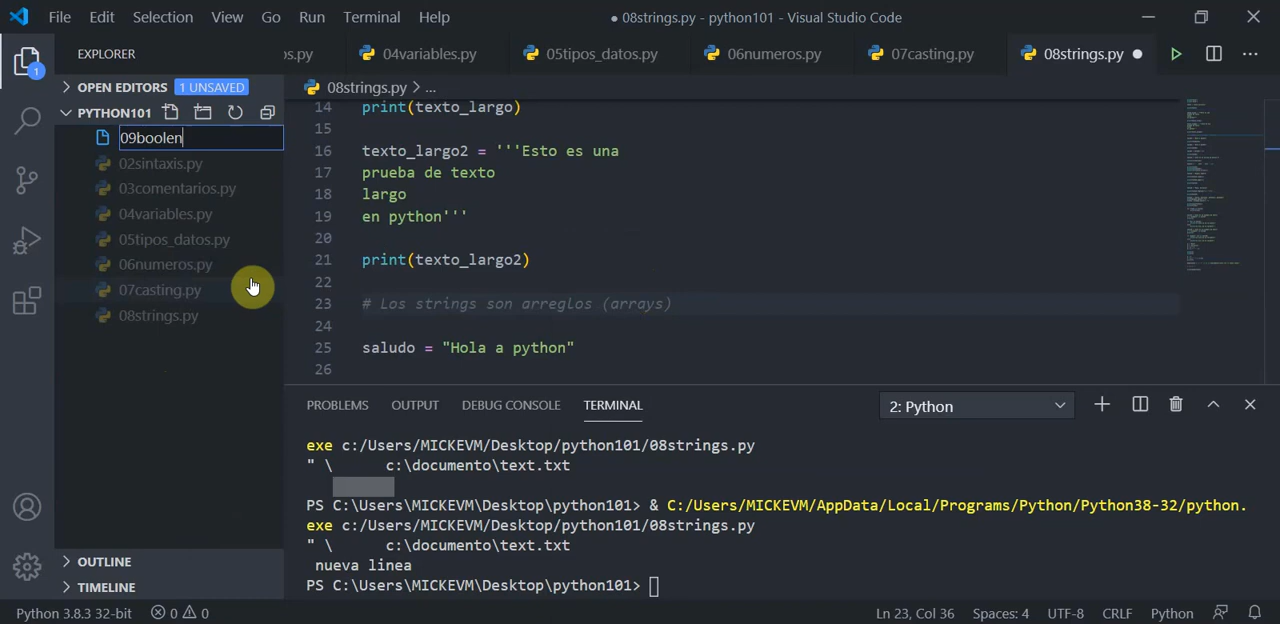 File Edit Selection View Go Run Terminal Help
● 08strings.py - python101 - Visual Studio Code
EXPLORER
1
OPEN EDITORS 1 UNSAVED
PYTHON101
09boolen
02sintaxis.py
03comentarios.py
04variables.py
05tipos_datos.py
06numeros.py
07casting.py
08strings.py
OUTLINE
TIMELINE
os.py 04variables.py 05tipos_datos.py 06numeros.py 07casting.py 08strings.py ●
08strings.py > ...
14 print(texto_largo)
15
16 texto_largo2 = '''Esto es una
17 prueba de texto
18 largo
19 en python'''
20
21 print(texto_largo2)
22
23 # Los strings son arreglos (arrays)
24
25 saludo = "Hola a python"
26
PROBLEMS OUTPUT DEBUG CONSOLE TERMINAL 2: Python
exe c:/Users/MICKEVM/Desktop/python101/08strings.py
" \ c:\documento\text.txt
PS C:\Users\MICKEVM\Desktop\python101> & C:/Users/MICKEVM/AppData/Local/Programs/Python/Python38-32/python.
exe c:/Users/MICKEVM/Desktop/python101/08strings.py
" \ c:\documento\text.txt
nueva linea
PS C:\Users\MICKEVM\Desktop\python101>
Python 3.8.3 32-bit 0 0 Ln 23, Col 36 Spaces: 4 UTF-8 CRLF Python